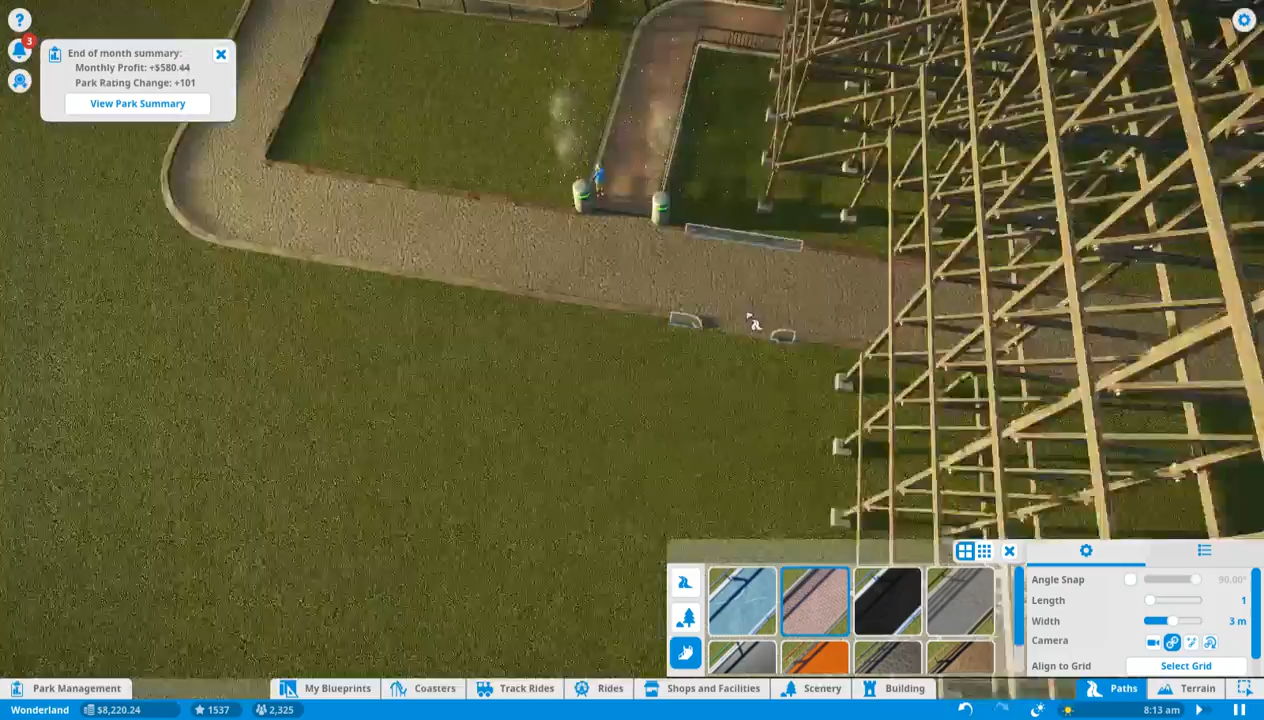 ?
3
End of month summary:
Monthly Profit: +$580.44
Park Rating Change: +101
View Park Summary
Angle Snap 90.00°
Length 1
Width 3 m
Camera
Align to Grid Select Grid
Park Management My Blueprints Coasters Track Rides Rides Shops and Facilities Scenery Building Paths Terrain
Wonderland $8,220.24 1537 2,325 8:13 am